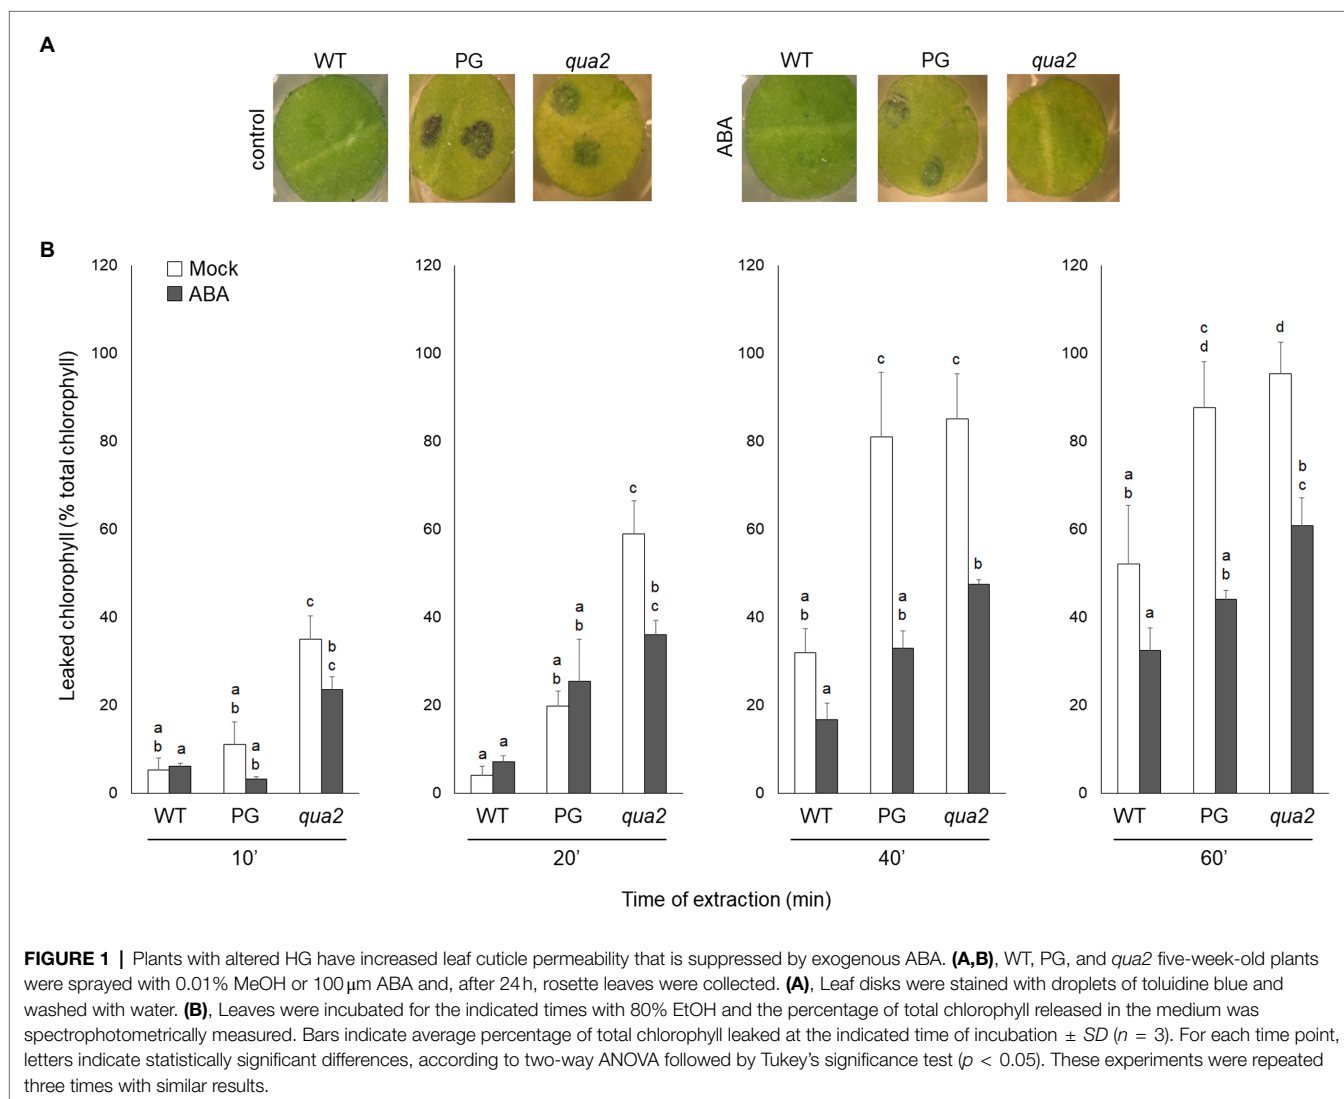 A
WT PG qua2 WT PG qua2
control
ABA
B
120 120 120 120
Mock
ABA
100 100 100 100
80 80 80 80
60 60 60 60
40 40 40 40
20 20 20 20
0 0 0 0
Leaked chlorophyll (% total chlorophyll)
a b a a b a b c b c
a a a b a b c b c
a b a c a b c b
a b a c d a b d b c
WT PG qua2 WT PG qua2 WT PG qua2 WT PG qua2
10’ 20’ 40’ 60’
Time of extraction (min)
FIGURE 1 | Plants with altered HG have increased leaf cuticle permeability that is suppressed by exogenous ABA. (A,B), WT, PG, and qua2 five-week-old plants
were sprayed with 0.01% MeOH or 100 μm ABA and, after 24 h, rosette leaves were collected. (A), Leaf disks were stained with droplets of toluidine blue and
washed with water. (B), Leaves were incubated for the indicated times with 80% EtOH and the percentage of total chlorophyll released in the medium was
spectrophotometrically measured. Bars indicate average percentage of total chlorophyll leaked at the indicated time of incubation ± SD (n = 3). For each time point,
letters indicate statistically significant differences, according to two-way ANOVA followed by Tukey’s significance test (p < 0.05). These experiments were repeated
three times with similar results.